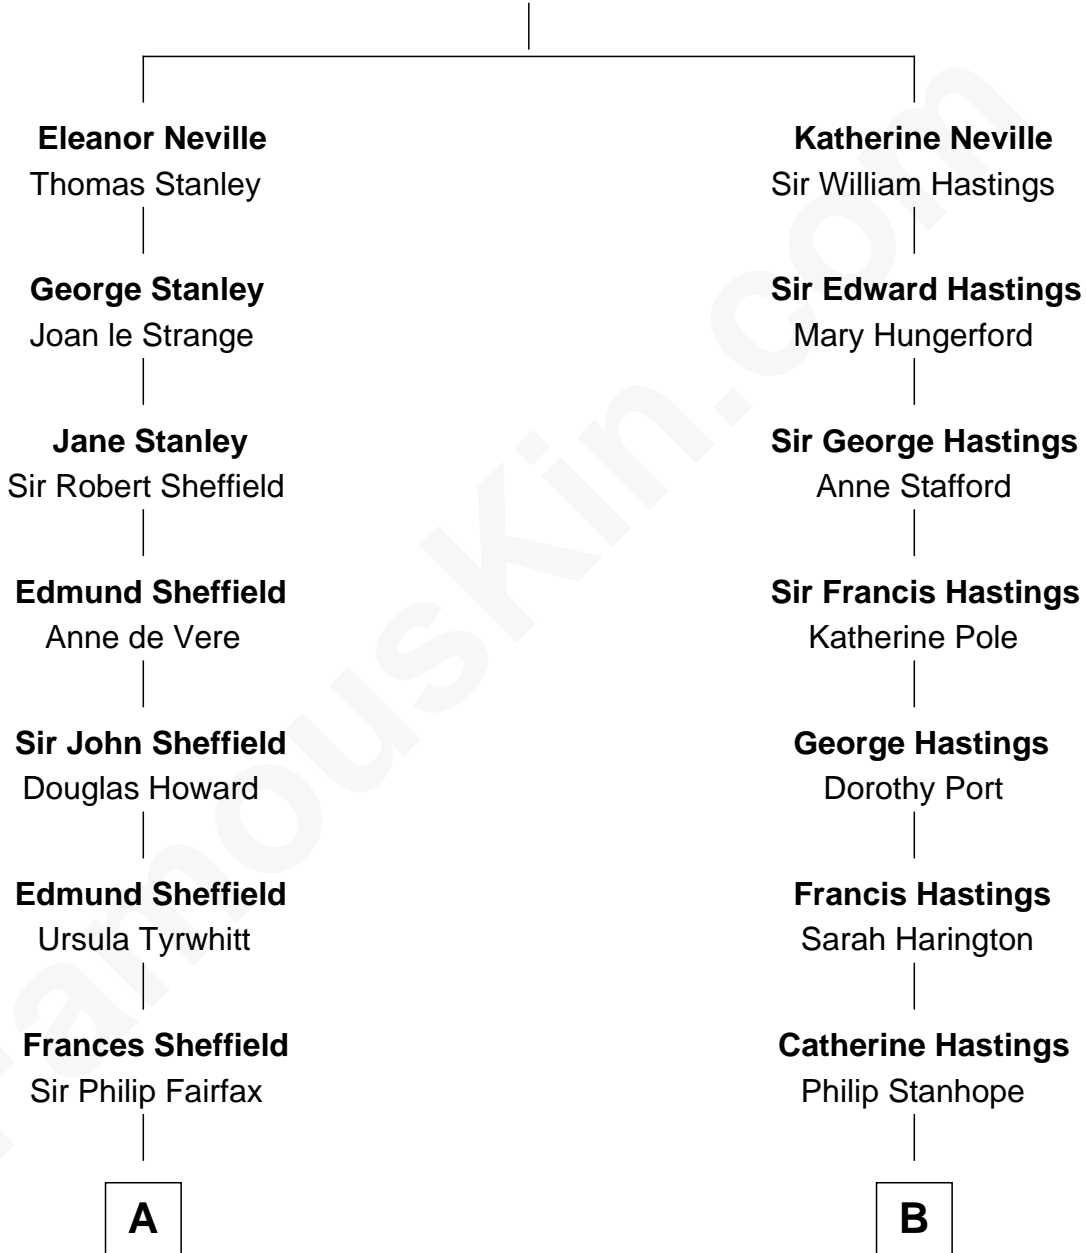 Eleanor Neville
Thomas Stanley
George Stanley
Joan le Strange
Jane Stanley
Sir Robert Sheffield
Edmund Sheffield
Anne de Vere
Sir John Sheffield
Douglas Howard
Edmund Sheffield
Ursula Tyrwhitt
Frances Sheffield
Sir Philip Fairfax
A
Katherine Neville
Sir William Hastings
Sir Edward Hastings
Mary Hungerford
Sir George Hastings
Anne Stafford
Sir Francis Hastings
Katherine Pole
George Hastings
Dorothy Port
Francis Hastings
Sarah Harington
Catherine Hastings
Philip Stanhope
B
FamousKin.com